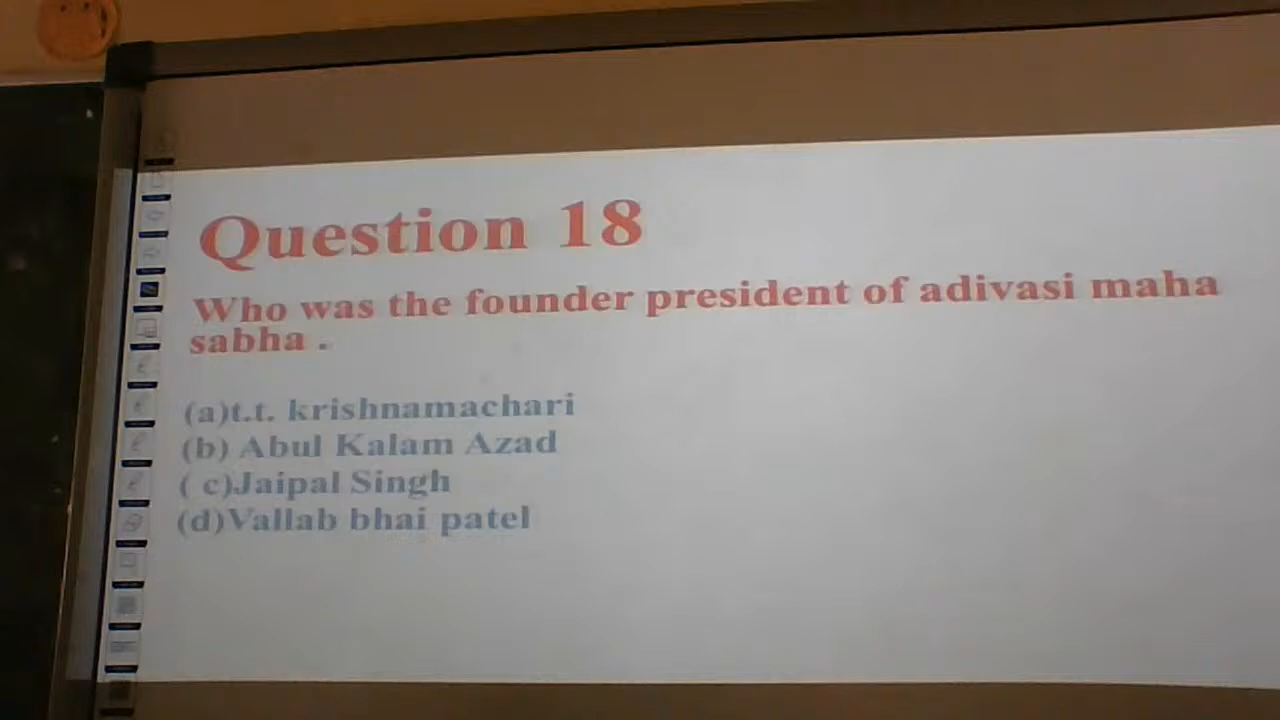 Question 18
Who was the founder president of adivasi maha
sabha .
(a)t.t. krishnamachari
(b) Abul Kalam Azad
( c)Jaipal Singh
(d)Vallab bhai patel